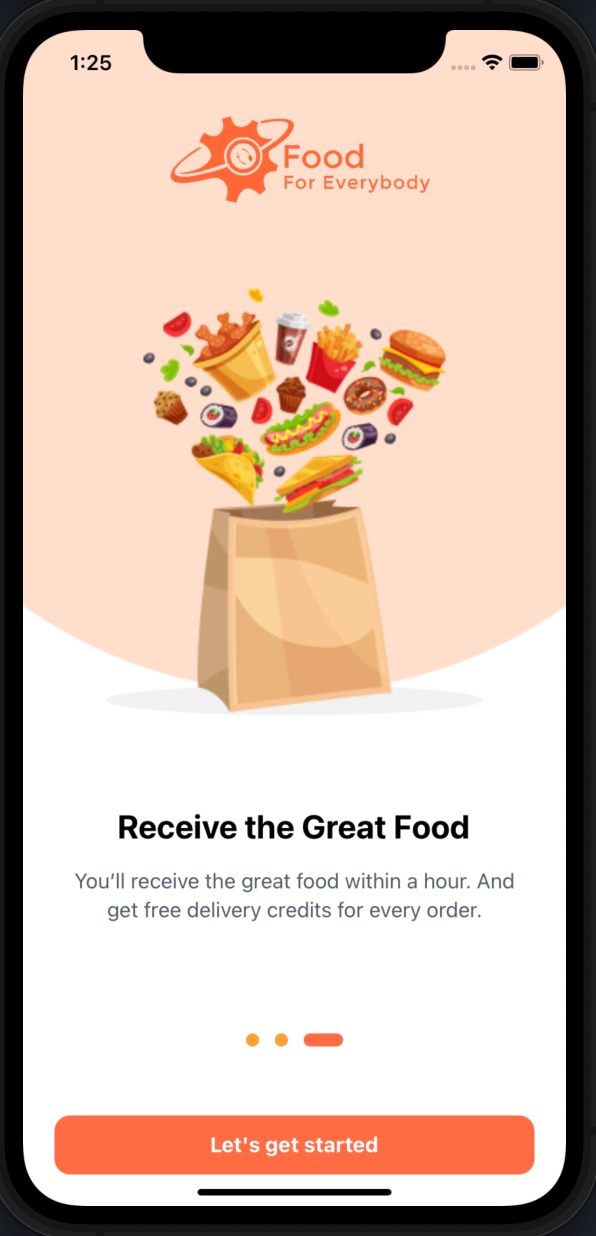 1:25
Food
For Everybody
Receive the Great Food
You’ll receive the great food within a hour. And
get free delivery credits for every order.
Let's get started